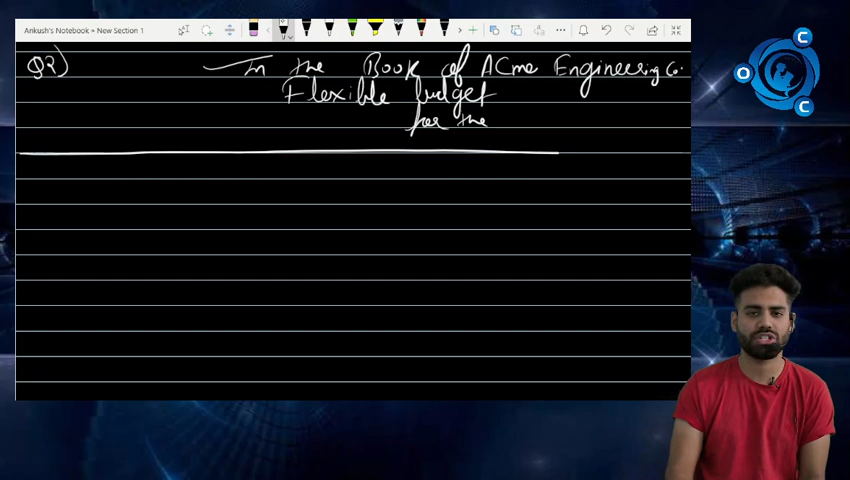 Ankush's Notebook » New Section 1
Q2) In the Book of ACme Engineering Co.
Flexible budget
for the
O C C